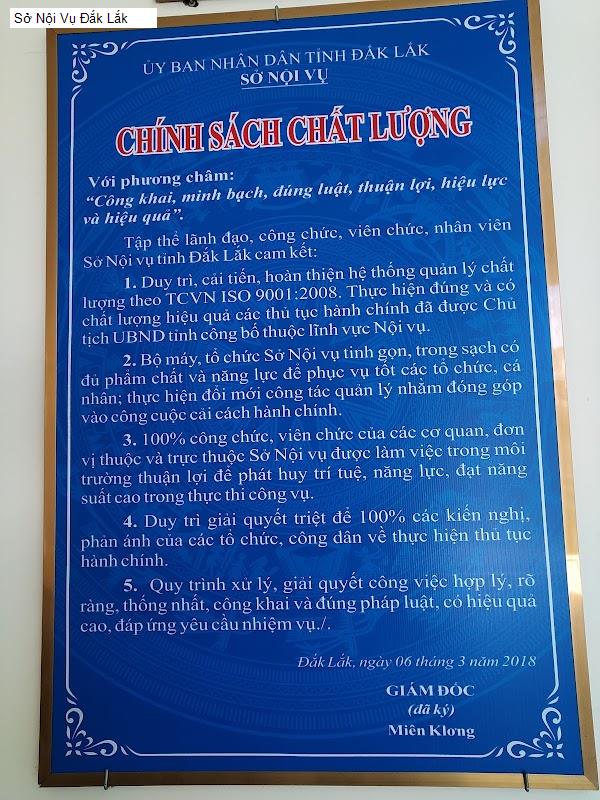 Sở Nội Vụ Đắk Lắk
ỦY BAN NHÂN DÂN TỈNH ĐẮK LẮK
SỞ NỘI VỤ
CHÍNH SÁCH CHẤT LƯỢNG
Với phương châm:
“Công khai, minh bạch, đúng luật, thuận lợi, hiệu lực
và hiệu quả”.
Tập thể lãnh đạo, công chức, viên chức, nhân viên
Sở Nội vụ tỉnh Đắk Lắk cam kết:
1. Duy trì, cải tiến, hoàn thiện hệ thống quản lý chất
lượng theo TCVN ISO 9001:2008. Thực hiện đúng và có
chất lượng hiệu quả các thủ tục hành chính đã được Chủ
tịch UBND tỉnh công bố thuộc lĩnh vực Nội vụ.
2. Bộ máy, tổ chức Sở Nội vụ tinh gọn, trong sạch có
đủ phẩm chất và năng lực để phục vụ tốt các tổ chức, cá
nhân; thực hiện đổi mới công tác quản lý nhằm đóng góp
vào công cuộc cải cách hành chính.
3. 100% công chức, viên chức của các cơ quan, đơn
vị thuộc và trực thuộc Sở Nội vụ được làm việc trong môi
trường thuận lợi để phát huy trí tuệ, năng lực, đạt năng
suất cao trong thực thi công vụ.
4. Duy trì giải quyết triệt để 100% các kiến nghị,
phản ánh của các tổ chức, công dân về thực hiện thủ tục
hành chính.
5. Quy trình xử lý, giải quyết công việc hợp lý, rõ
ràng, thống nhất, công khai và đúng pháp luật, có hiệu quả
cao, đáp ứng yêu cầu nhiệm vụ./.
Đắk Lắk, ngày 06 tháng 3 năm 2018
GIÁM ĐỐC
(đã ký)
Miên Klơng